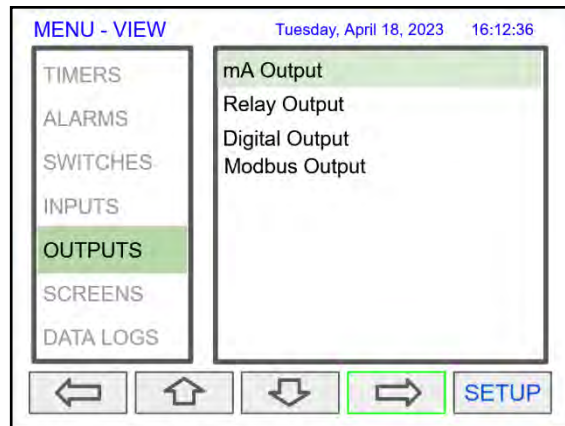 MENU - VIEW
Tuesday, April 18, 2023 16:12:36
TIMERS
ALARMS
SWITCHES
INPUTS
OUTPUTS
SCREENS
DATA LOGS
mA Output
Relay Output
Digital Output
Modbus Output
SETUP